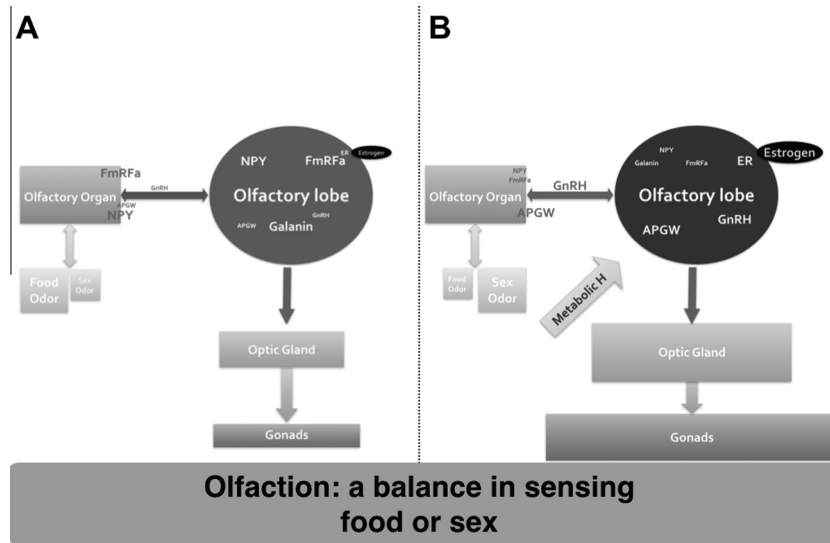 A
FmRFa
Olfactory Organ
APGW
NPY
GnRH
ER
Estrogen
NPY
FmRFa
Olfactory lobe
GnRH
APGW
Galanin
Food
Odor
Sex
Odor
Optic Gland
Gonads
B
NPY
FmRFa
Olfactory Organ
APGW
GnRH
Estrogen
NPY
Galanin
FmRFa
ER
Olfactory lobe
GnRH
APGW
Food
Odor
Sex
Odor
Metabolic H
Optic Gland
Gonads
Olfaction: a balance in sensing
food or sex